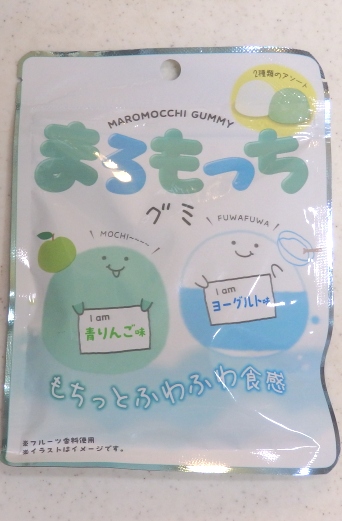 2種類のアソート
MAROMOCCHI GUMMY
まろもっち
グミ
MOCHI~~~~
FUWAFUWA
I am
青りんご味
I am
ヨーグルト味
もちっとふわふわ食感
※フルーツ香料使用
※イラストはイメージです。